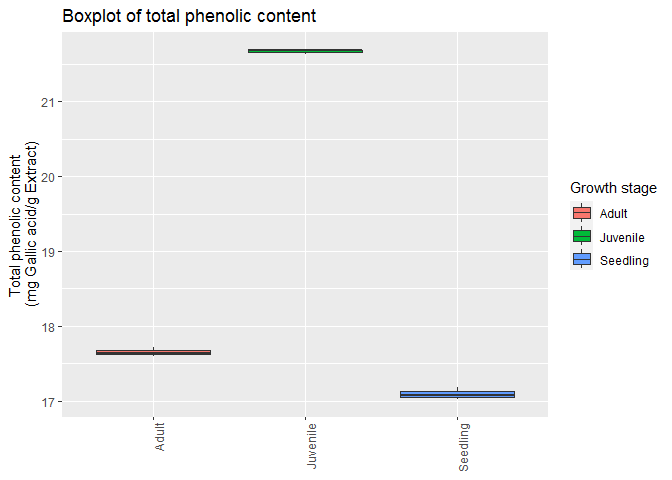 Boxplot of total phenolic content
Total phenolic content
(mg Gallic acid/g Extract)
21
20
19
18
17
Adult
Juvenile
Seedling
Growth stage
Adult
Juvenile
Seedling